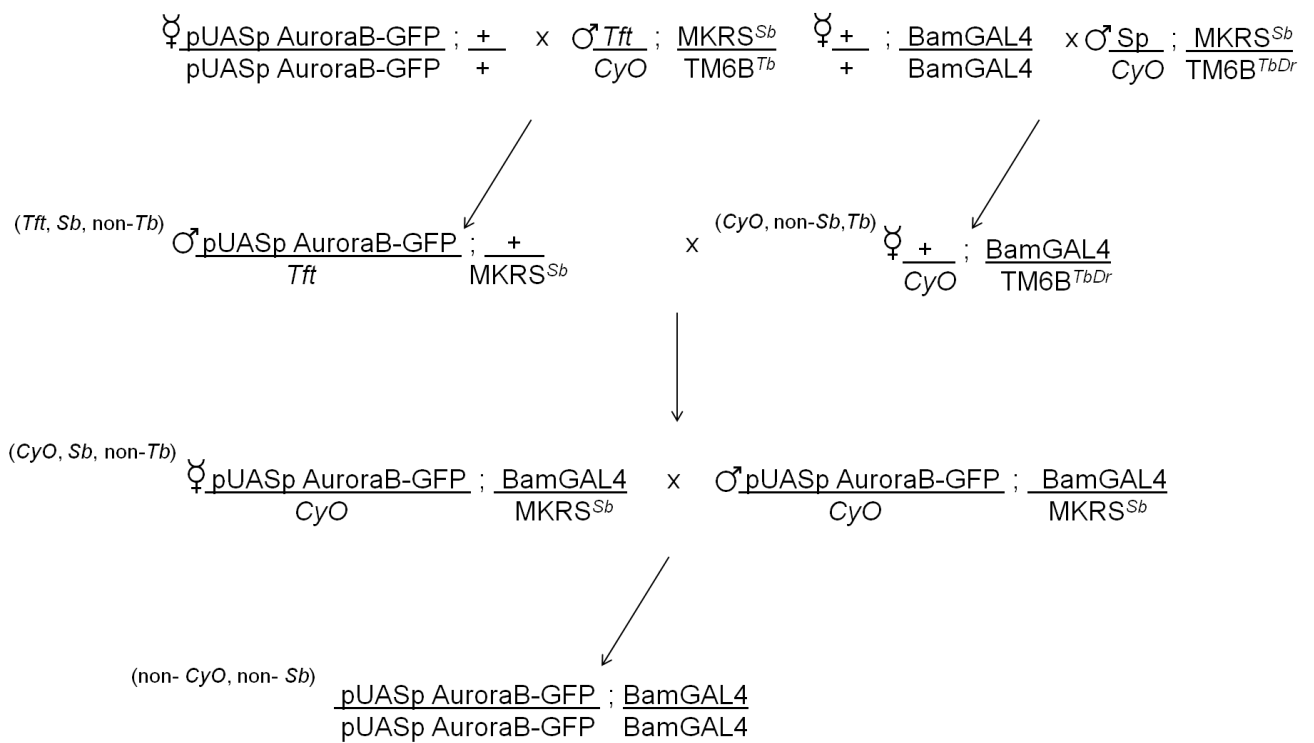 ☿ pUASp AuroraB-GFP ; + x ♂ Tft ; MKRS^Sb ☿ + ; BamGAL4 x ♂ Sp ; MKRS^Sb
pUASp AuroraB-GFP + CyO TM6B^Tb + BamGAL4 CyO TM6B^TbDr
(Tft, Sb, non-Tb) ♂ pUASp AuroraB-GFP ; + x (CyO, non-Sb,Tb) ☿ + ; BamGAL4
Tft MKRS^Sb CyO TM6B^TbDr
(CyO, Sb, non-Tb) ☿ pUASp AuroraB-GFP ; BamGAL4 x ♂ pUASp AuroraB-GFP ; BamGAL4
CyO MKRS^Sb CyO MKRS^Sb
(non- CyO, non- Sb) pUASp AuroraB-GFP ; BamGAL4
pUASp AuroraB-GFP BamGAL4